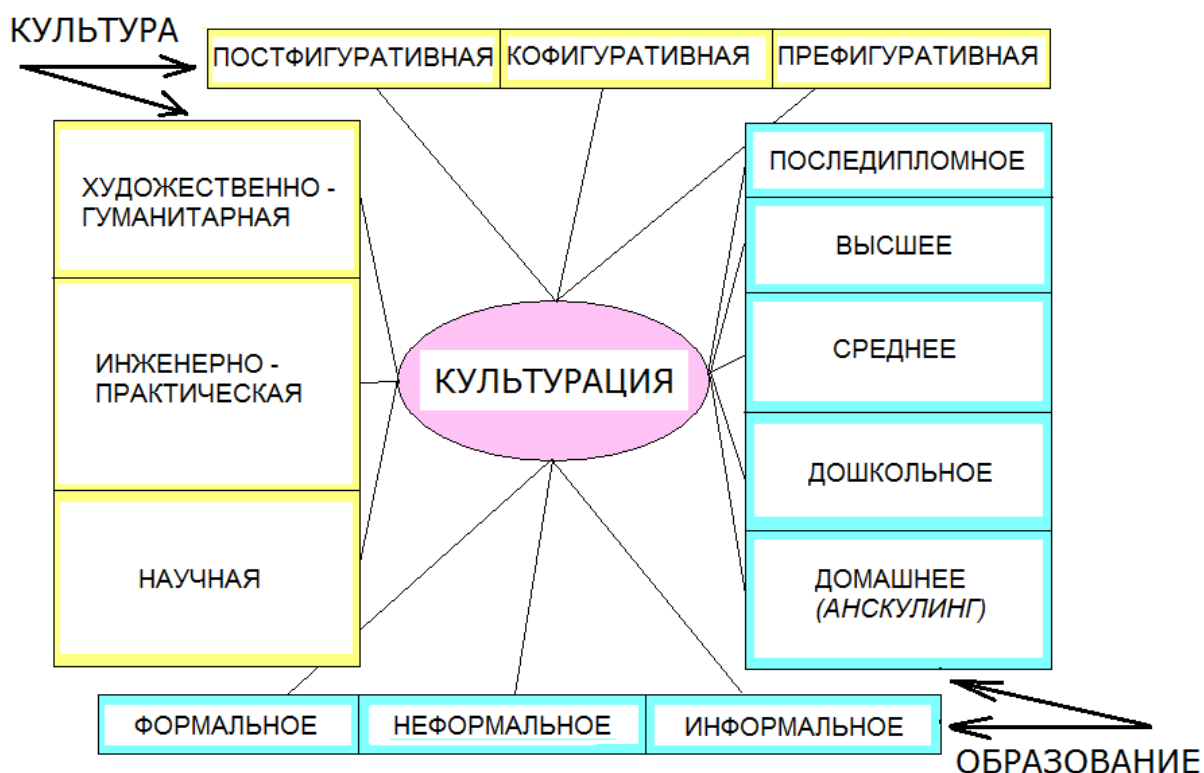 КУЛЬТУРА
ПОСТФИГУРАТИВНАЯ КОФИГУРАТИВНАЯ ПРЕФИГУРАТИВНАЯ
ХУДОЖЕСТВЕННО -
ГУМАНИТАРНАЯ
ИНЖЕНЕРНО -
ПРАКТИЧЕСКАЯ
НАУЧНАЯ
КУЛЬТУРАЦИЯ
ПОСЛЕДИПЛОМНОЕ
ВЫСШЕЕ
СРЕДНЕЕ
ДОШКОЛЬНОЕ
ДОМАШНЕЕ
(АНСКУЛИНГ)
ФОРМАЛЬНОЕ НЕФОРМАЛЬНОЕ ИНФОРМАЛЬНОЕ
ОБРАЗОВАНИЕ